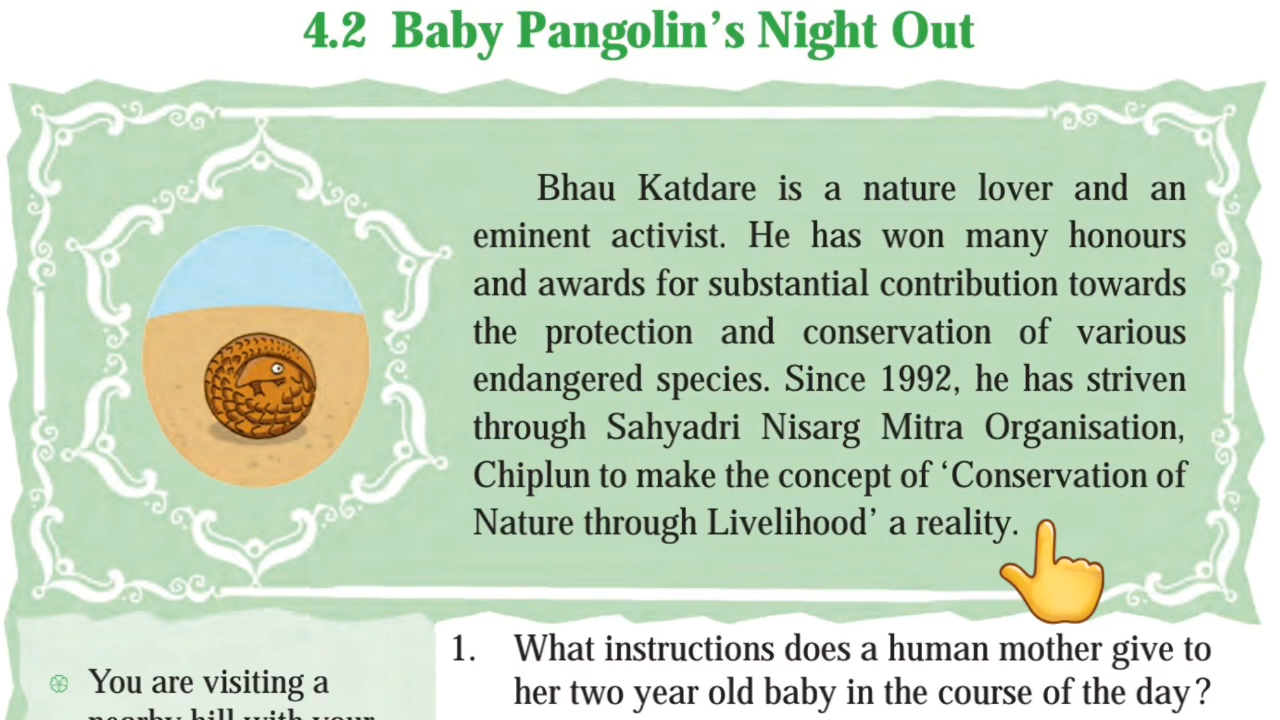 4.2 Baby Pangolin’s Night Out
Bhau Katdare is a nature lover and an
eminent activist. He has won many honours
and awards for substantial contribution towards
the protection and conservation of various
endangered species. Since 1992, he has striven
through Sahyadri Nisarg Mitra Organisation,
Chiplun to make the concept of ‘Conservation of
Nature through Livelihood’ a reality.
1. What instructions does a human mother give to
her two year old baby in the course of the day?
You are visiting a
nearby hill with your